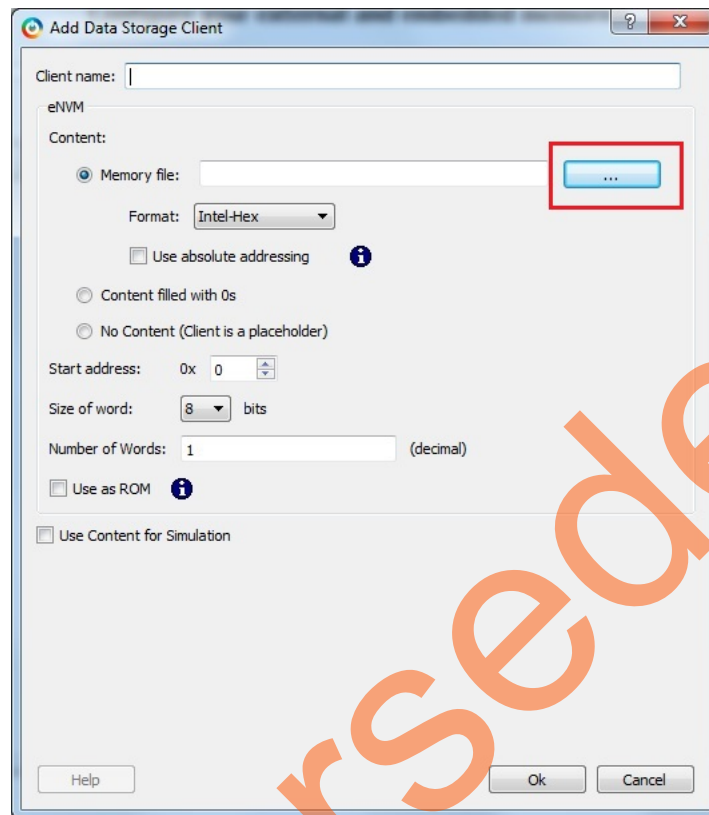 Add Data Storage Client
Client name:
eNVM
Content:
Memory file:
...
Format: Intel-Hex
Use absolute addressing
Content filled with 0s
No Content (Client is a placeholder)
Start address: 0x 0
Size of word: 8 bits
Number of Words: 1 (decimal)
Use as ROM
Use Content for Simulation
Help Ok Cancel
rsede